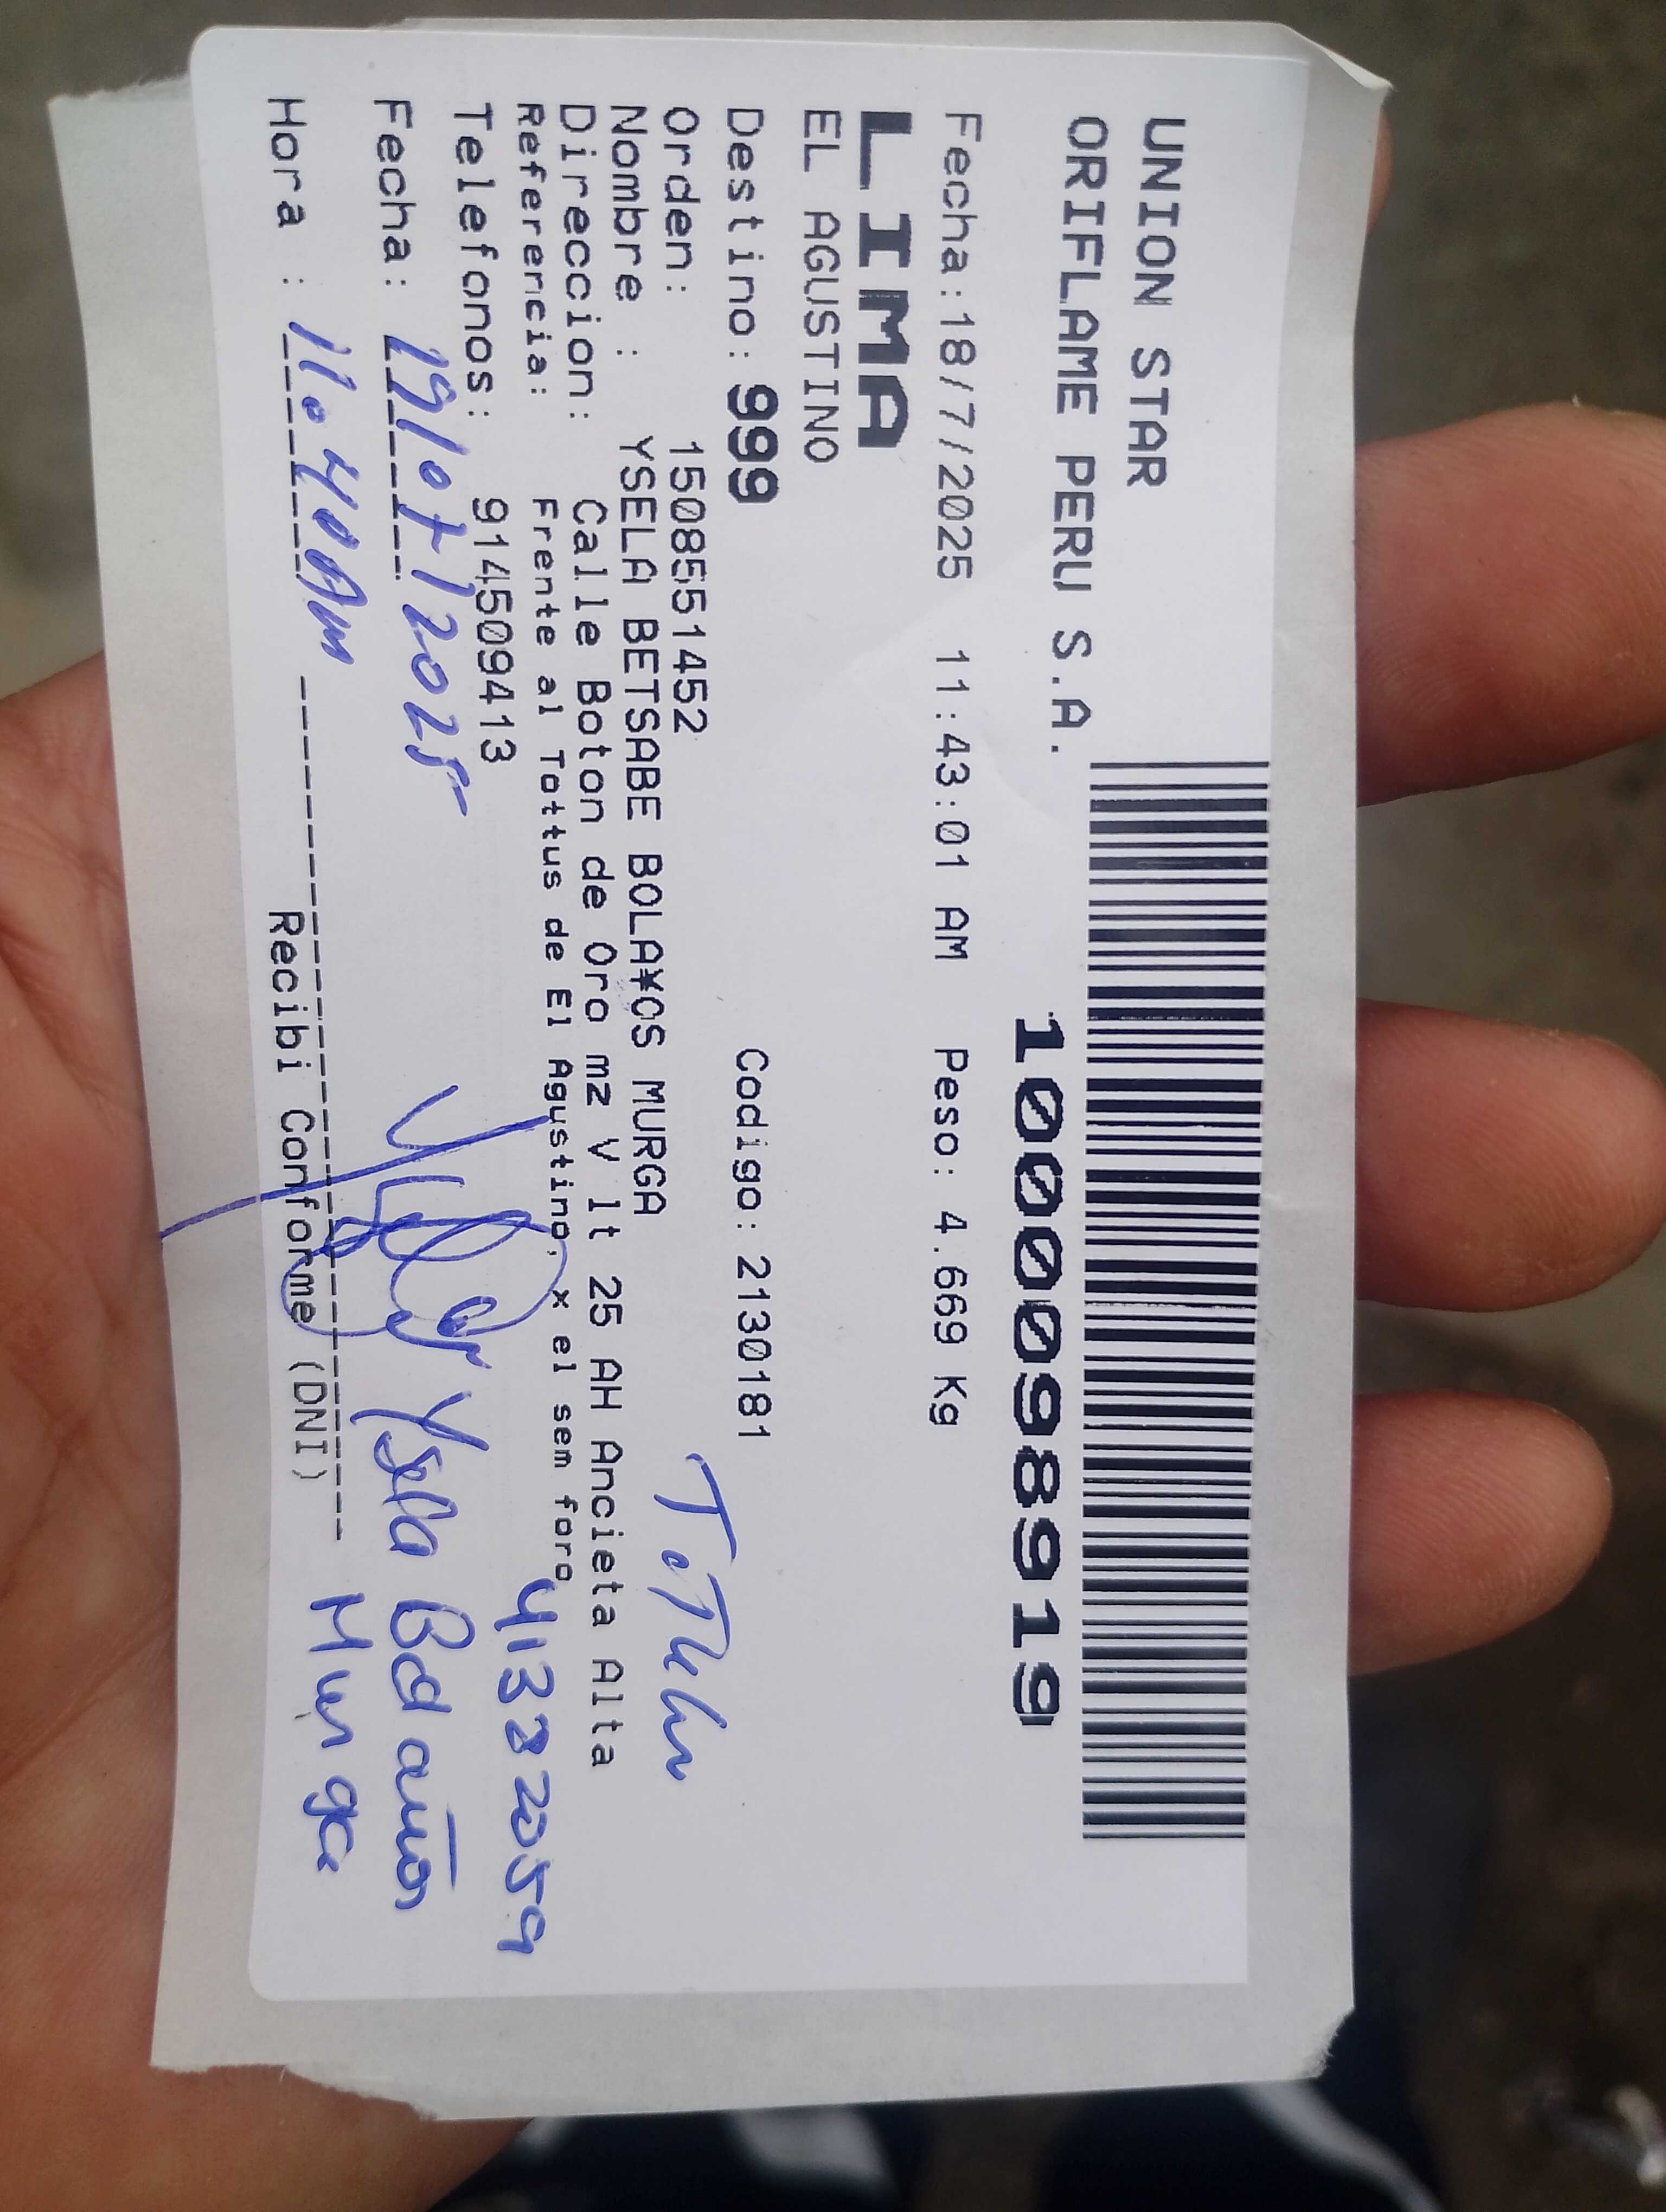 UNION STAR
ORIFLAME PERU S.A.
1000098919
Fecha:18/7/2025 11:43:01 AM Peso: 4.669 Kg
LIMA
EL AGUSTINO
Destino: 999 Codigo: 2130181
Orden: 15085551452
Nombre : YSELA BETSABE BOLA¥OS MURGA
Direccion: Calle Boton de Oro mz V lt 25 AH Ancieta Alta
Referencia: Frente al Tottus de El Agustino, x el sem foro
Telefonos: 914509413
Fecha: 19/07/2025 Ysela Bolaños
Hora : 11:40AM Murga
Recibi Conforme (DNI)